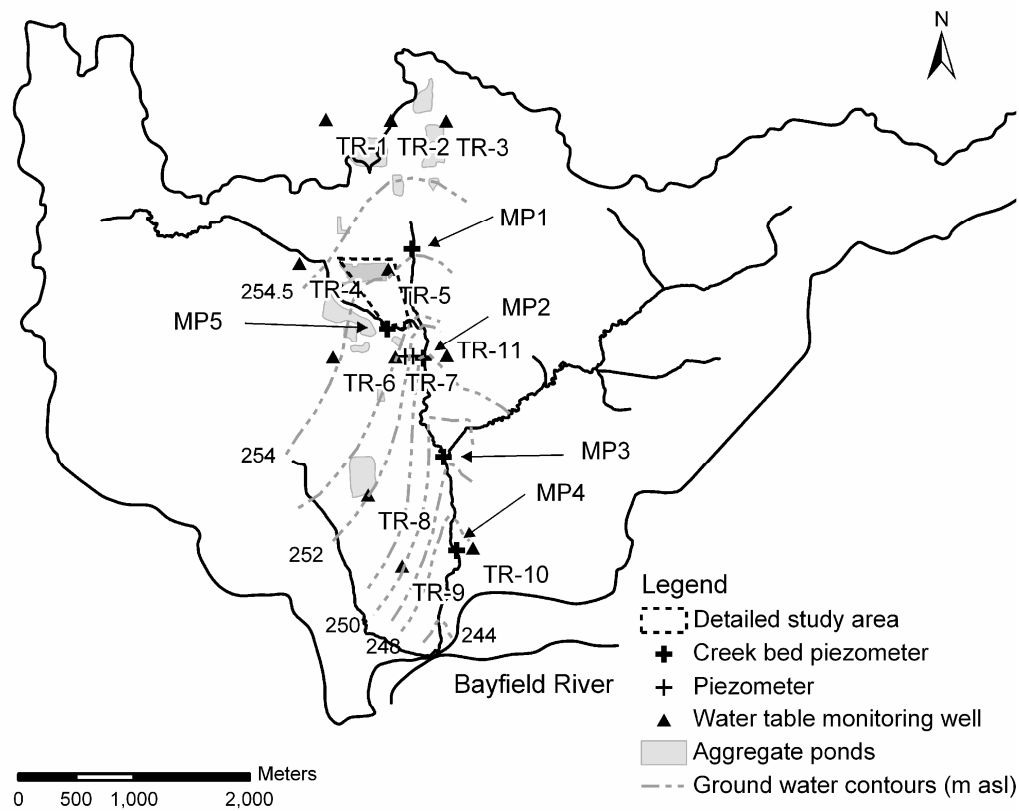 N
TR-1
TR-2
TR-3
MP1
254.5
TR-4
TR-5
MP5
MP2
TR-11
TR-6
TR-7
254
MP3
MP4
TR-8
252
TR-10
TR-9
250
248
244
Bayfield River
Legend
Detailed study area
Creek bed piezometer
Piezometer
Water table monitoring well
Aggregate ponds
Ground water contours (m asl)
Meters
0 500 1,000 2,000